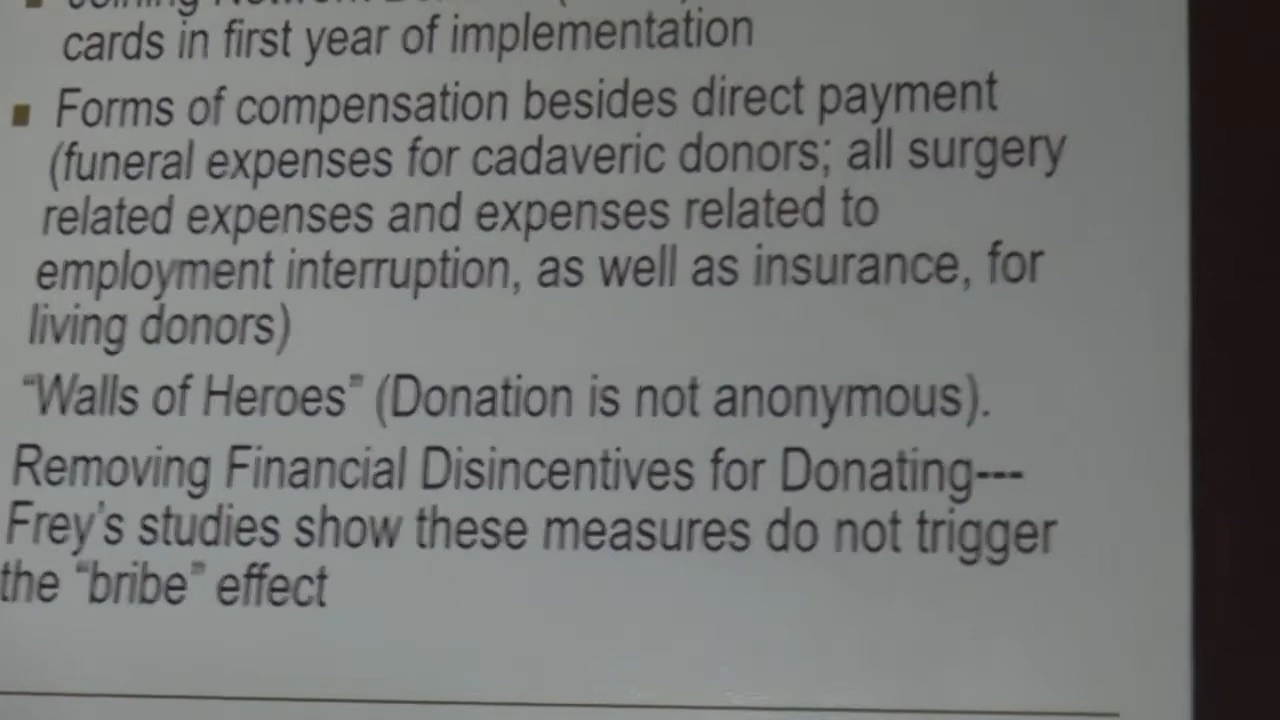 cards in first year of implementation
Forms of compensation besides direct payment
(funeral expenses for cadaveric donors; all surgery
related expenses and expenses related to
employment interruption, as well as insurance, for
living donors)
"Walls of Heroes" (Donation is not anonymous).
Removing Financial Disincentives for Donating---
Frey's studies show these measures do not trigger
the "bribe" effect